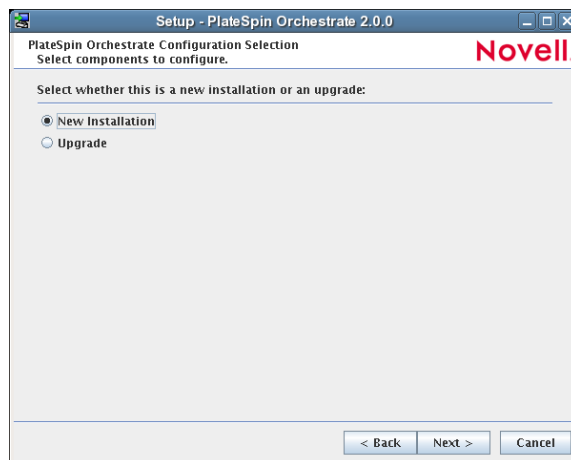 Setup - PlateSpin Orchestrate 2.0.0
PlateSpin Orchestrate Configuration Selection
Select components to configure.
Novell.
Select whether this is a new installation or an upgrade:
New Installation
Upgrade
< Back
Next >
Cancel